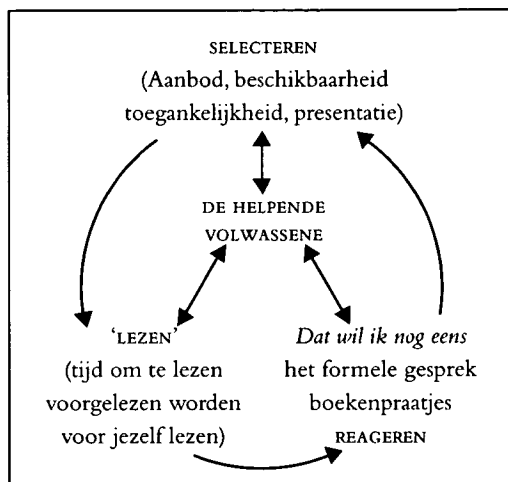 SELECTEREN
(Aanbod, beschikbaarheid
toegankelijkheid, presentatie)
DE HELPENDE
VOLWASSENE
‘LEZEN’
(tijd om te lezen
voorgelezen worden
voor jezelf lezen)
Dat wil ik nog eens
het formele gesprek
boekenpraatjes
REAGEREN